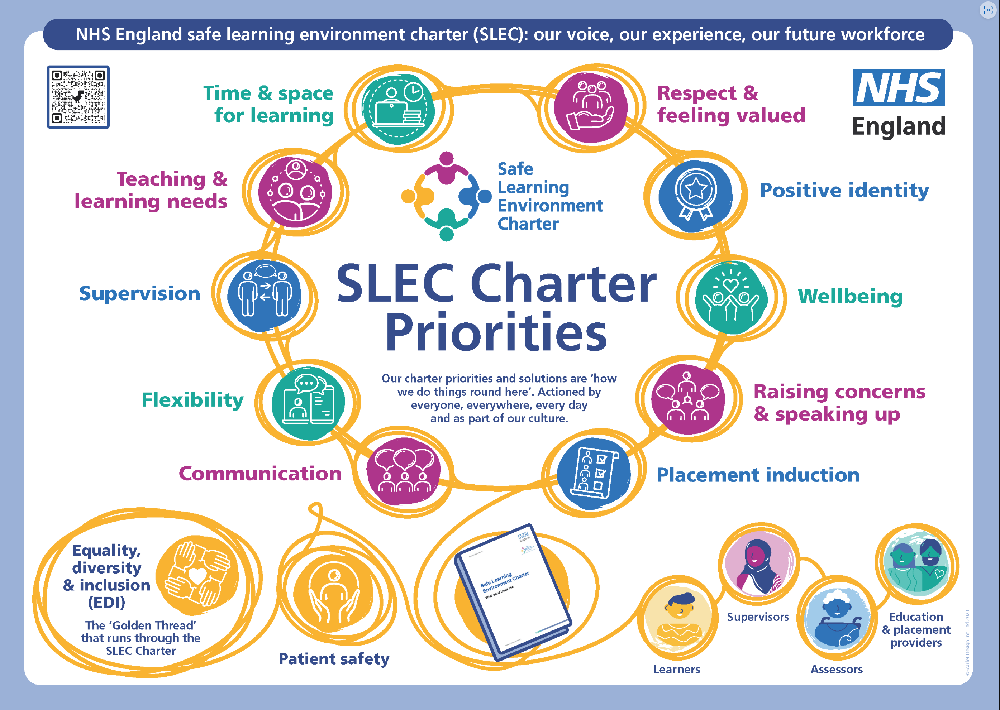 NHS England safe learning environment charter (SLEC): our voice, our experience, our future workforce
Time & space
for learning
Respect &
feeling valued
NHS
England
Teaching &
learning needs
Safe
Learning
Environment
Charter
Positive identity
Supervision
SLEC Charter
Priorities
Wellbeing
Flexibility
Our charter priorities and solutions are ‘how
we do things round here’. Actioned by
everyone, everywhere, every day
and as part of our culture.
Raising concerns
& speaking up
Communication
Placement induction
Equality,
diversity
& inclusion
(EDI)
The ‘Golden Thread’
that runs through the
SLEC Charter
Patient safety
NHS
England
Safe Learning
Environment Charter
What good looks like
Learners
Supervisors
Assessors
Education
& placement
providers
©Scarlet Design Int. Ltd 2023